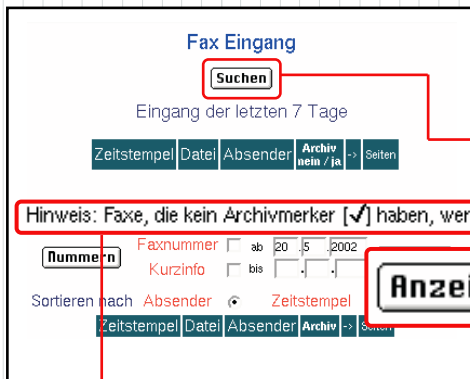 Fax Eingang
Suchen
Eingang der letzten 7 Tage
Zeitstempel Datei Absender Archiv nein / ja -> Seiten
Hinweis: Faxe, die kein Archivmerker [✓] haben, wer
Faxnummer ab 20 .5 .2002
Nummern
Kurzinfo bis . .
Anzei
Sortieren nach Absender Zeitstempel
Zeitstempel Datei Absender Archiv -> Seiten